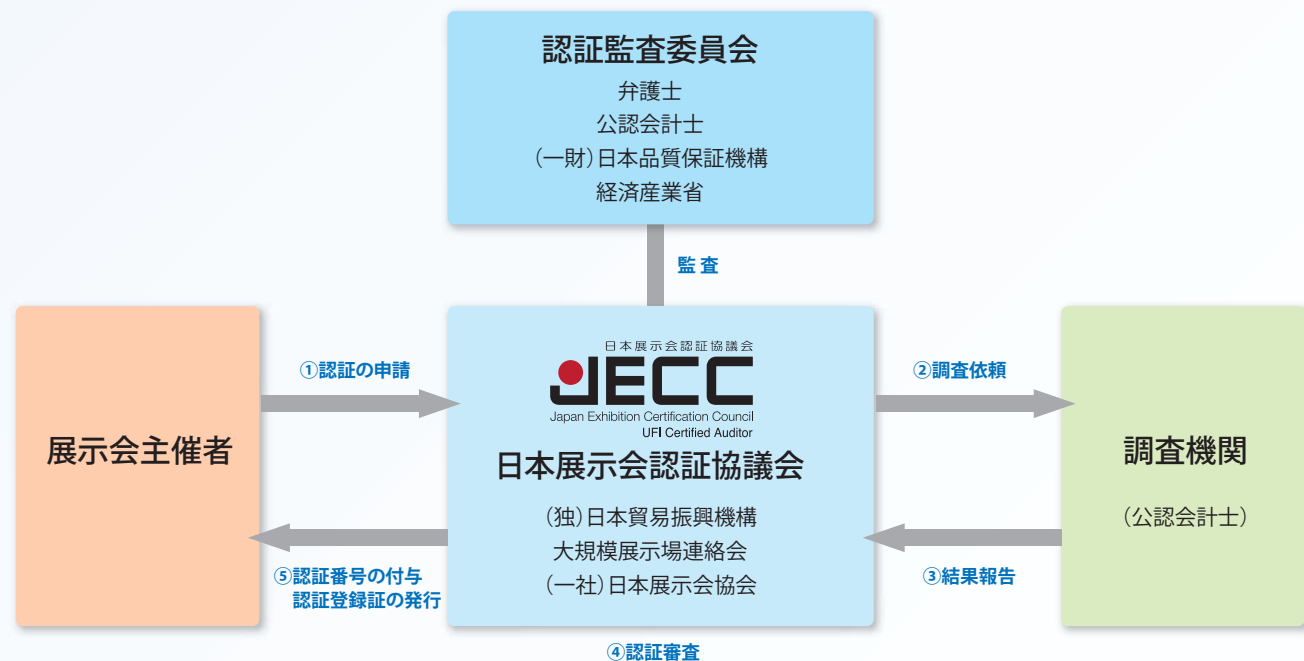 認証監査委員会
弁護士
公認会計士
(一財)日本品質保証機構
経済産業省
監 査
展示会主催者
①認証の申請
日本展示会認証協議会
JECC
Japan Exhibition Certification Council
UFI Certified Auditor
日本展示会認証協議会
(独)日本貿易振興機構
大規模展示場連絡会
(一社)日本展示会協会
②調査依頼
調査機関
(公認会計士)
③結果報告
④認証審査
⑤認証番号の付与
認証登録証の発行